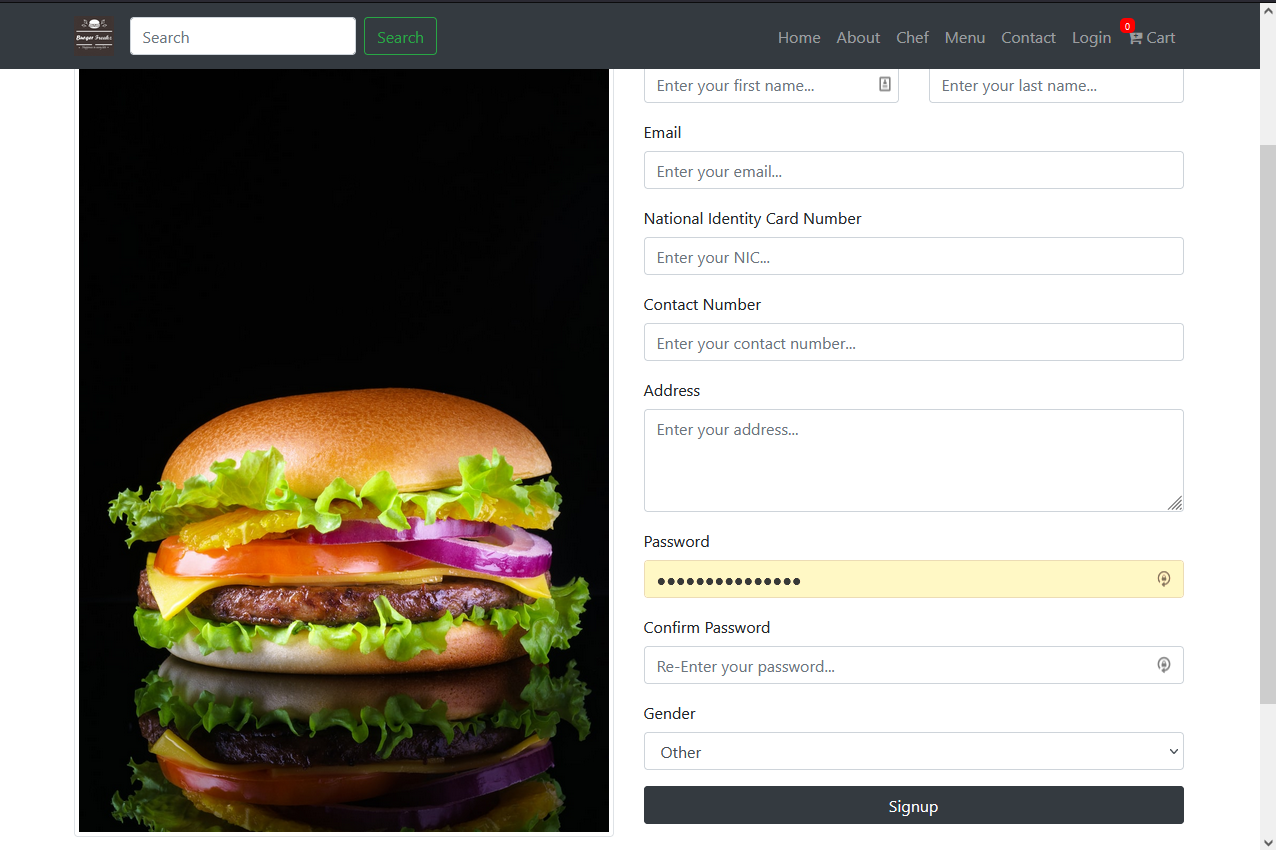 Burger Freakz
Search
Search
Home
About
Chef
Menu
Contact
Login
0
Cart
Enter your first name...
Enter your last name...
Email
Enter your email...
National Identity Card Number
Enter your NIC...
Contact Number
Enter your contact number...
Address
Enter your address...
Password
●●●●●●●●●●●●●●●
Confirm Password
Re-Enter your password...
Gender
Other
Signup